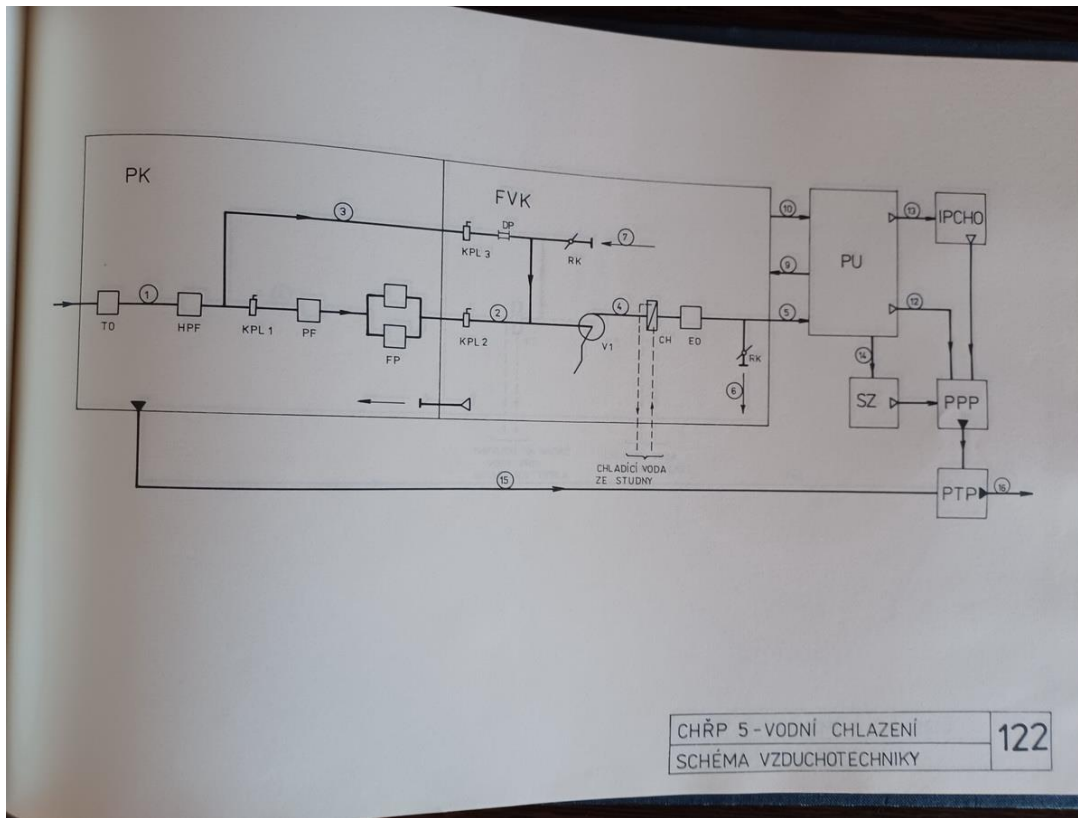 PK
FVK
3
KPL 3
DP
RK
7
1
TO
HPF
KPL 1
PF
FP
2
KPL 2
V1
4
CH
EO
RK
6
CHLADÍCÍ VODA
ZE STUDNY
10
9
5
PU
13
IPCHO
12
14
SZ
PPP
15
PTP
16
CHŘP 5 - VODNÍ CHLAZENÍ
SCHÉMA VZDUCHOTECHNIKY
122